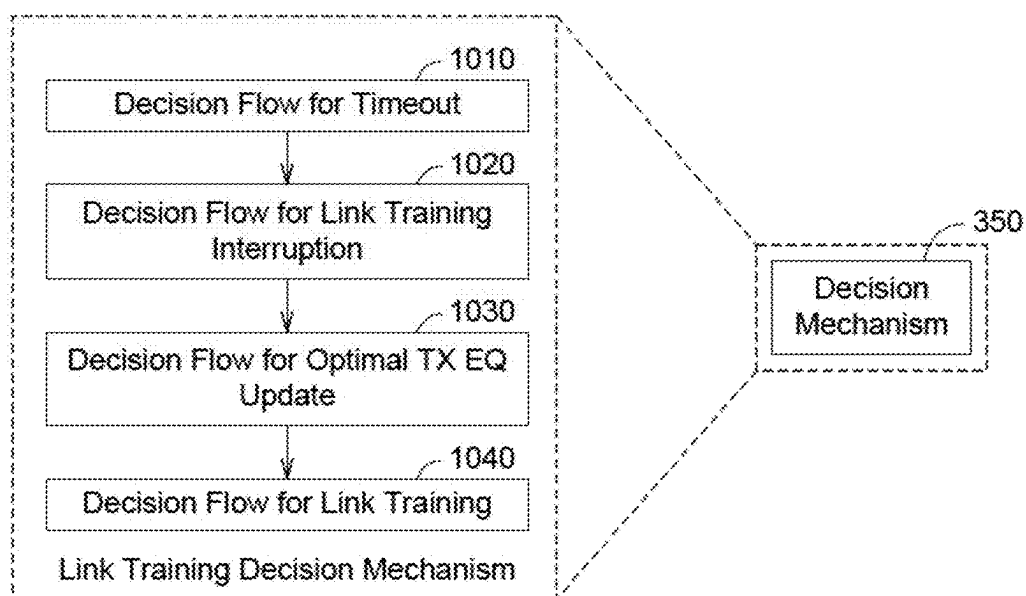 1010
Decision Flow for Timeout
1020
Decision Flow for Link Training
Interruption
1030
Decision Flow for Optimal TX EQ
Update
1040
Decision Flow for Link Training
Link Training Decision Mechanism
350
Decision
Mechanism